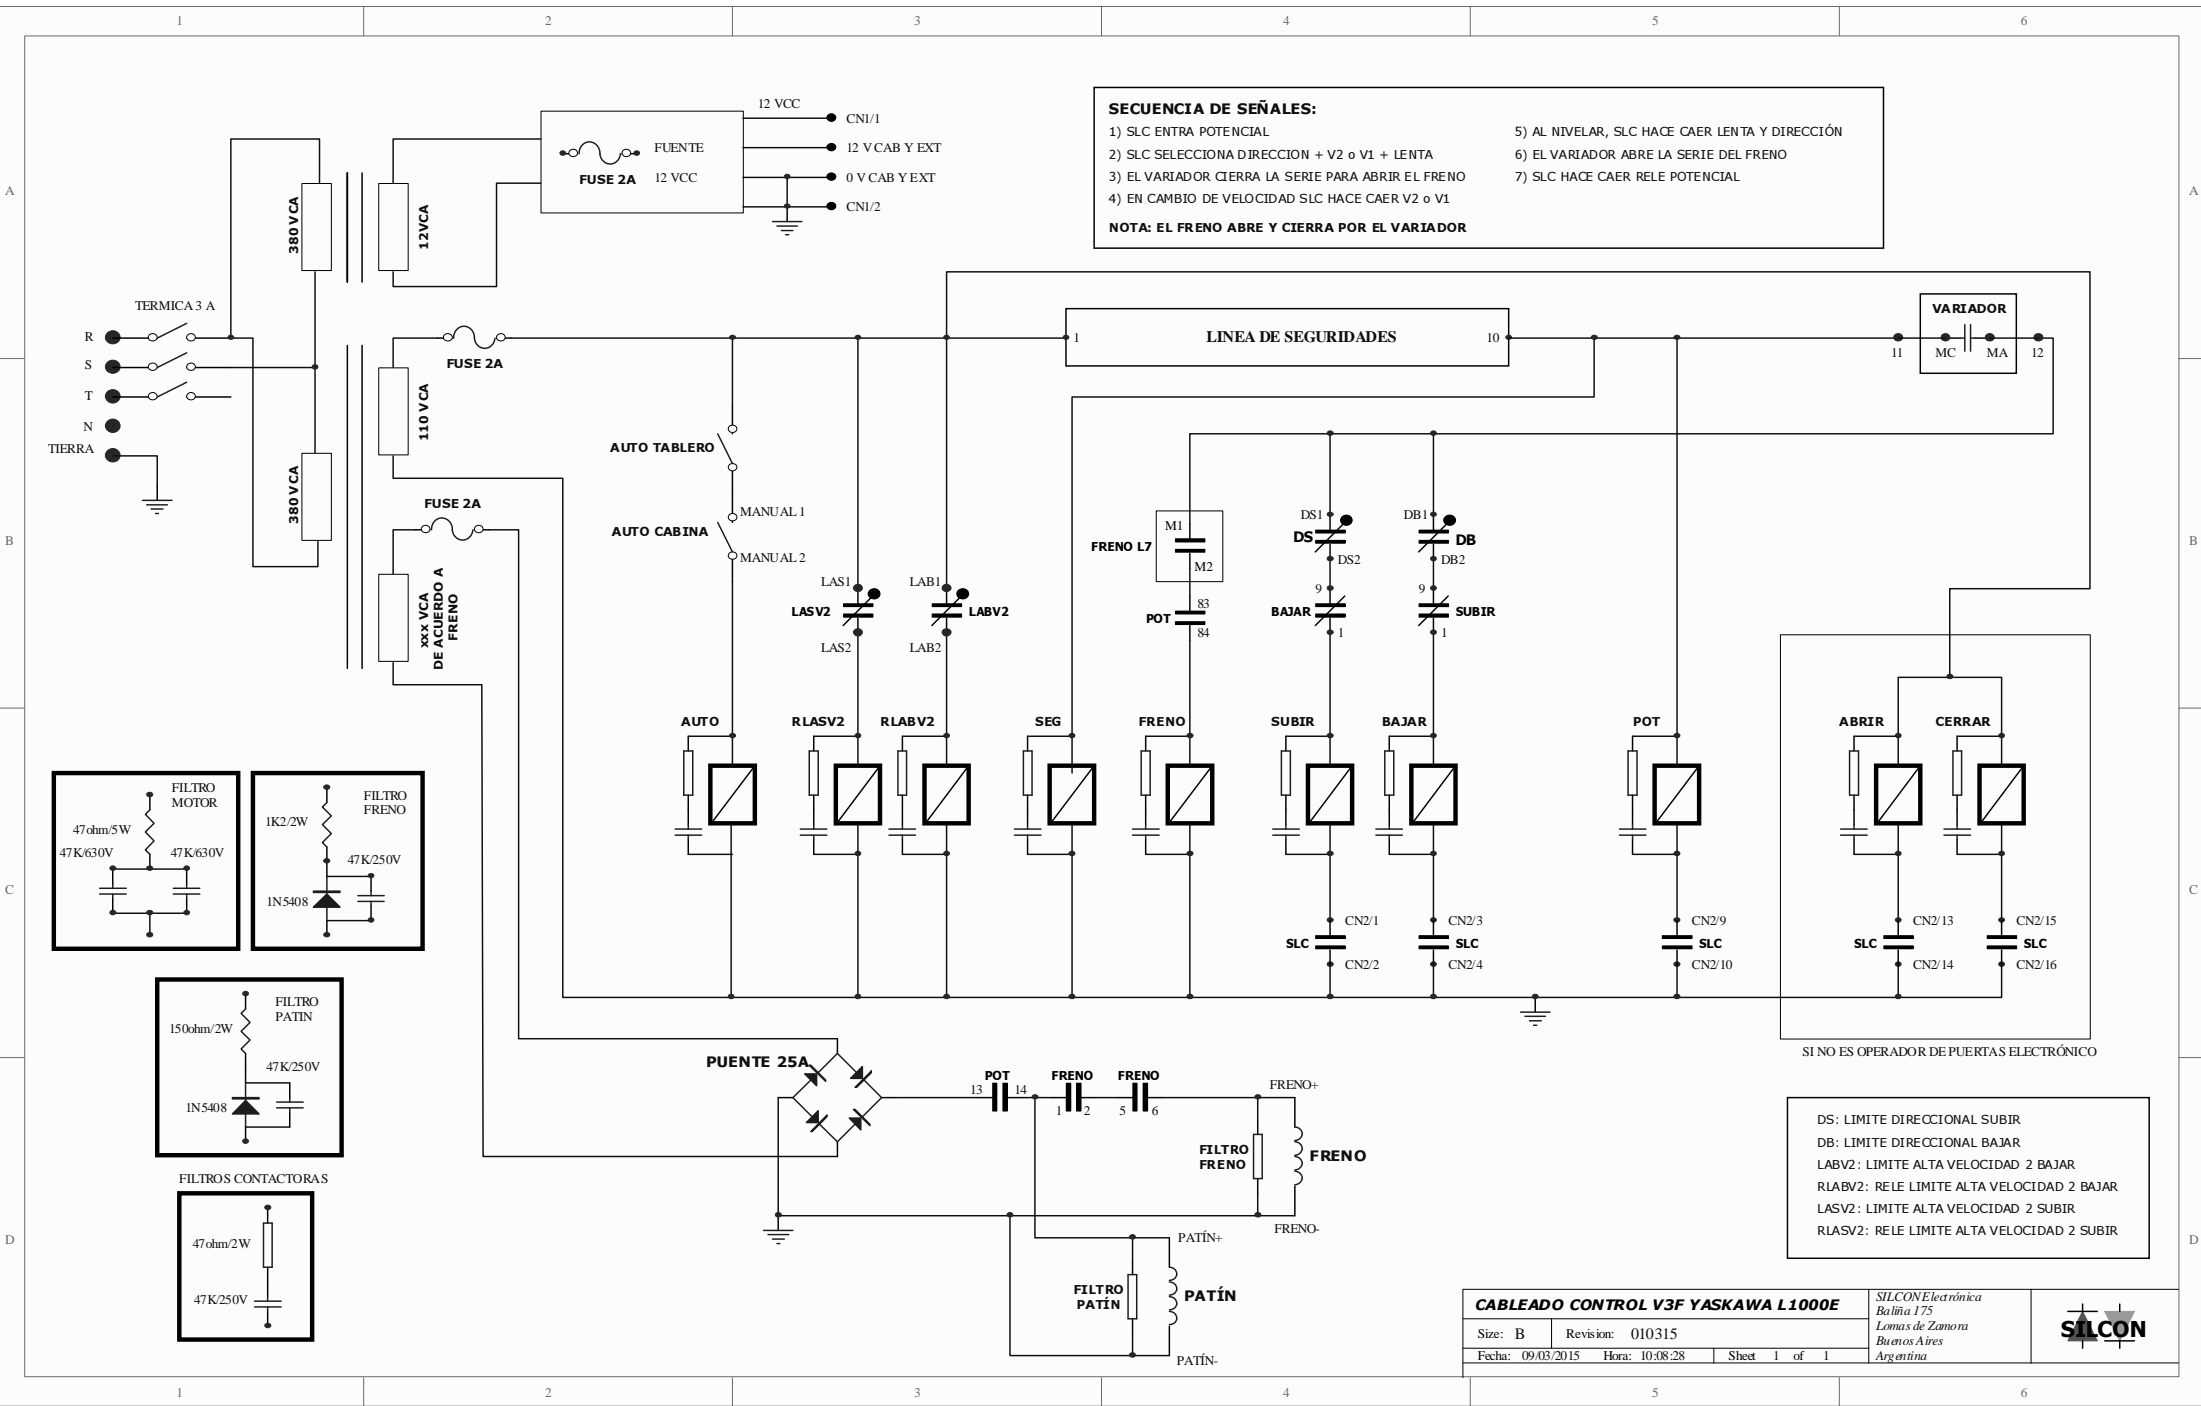 1 2 3 4 5 6
A A
B B
C C
D D
SECUENCIA DE SEÑALES:
1) SLC ENTRA POTENCIAL
2) SLC SELECCIONA DIRECCION + V2 o V1 + LENTA
3) EL VARIADOR CIERRA LA SERIE PARA ABRIR EL FRENO
4) EN CAMBIO DE VELOCIDAD SLC HACE CAER V2 o V1
5) AL NIVELAR, SLC HACE CAER LENTA Y DIRECCIÓN
6) EL VARIADOR ABRE LA SERIE DEL FRENO
7) SLC HACE CAER RELE POTENCIAL
NOTA: EL FRENO ABRE Y CIERRA POR EL VARIADOR
12 VCC
CN1/1
12 V CAB Y EXT
0 V CAB Y EXT
CN1/2
FUENTE
12 VCC
FUSE 2A
380 VCA
12VCA
TERMICA 3 A
R
S
T
N
TIERRA
FUSE 2A
110 VCA
380 VCA
FUSE 2A
xxx VCA
DE ACUERDO A
FRENO
1 LINEA DE SEGURIDADES 10
VARIADOR
11 MC MA 12
AUTO TABLERO
AUTO CABINA
MANUAL 1
MANUAL 2
LAS1
LASV2
LAS2
LAB1
LABV2
LAB2
FRENO L7
M1
M2
POT
83
84
DS1
DS
DS2
9
BAJAR
1
DB1
DB
DB2
9
SUBIR
1
AUTO
RLASV2
RLABV2
SEG
FRENO
SUBIR
BAJAR
POT
ABRIR
CERRAR
CN2/1
SLC
CN2/2
CN2/3
SLC
CN2/4
CN2/9
SLC
CN2/10
CN2/13
SLC
CN2/14
CN2/15
SLC
CN2/16
SI NO ES OPERADOR DE PUERTAS ELECTRÓNICO
FILTRO
MOTOR
47ohm/5W
47K/630V 47K/630V
FILTRO
FRENO
1K2/2W
47K/250V
1N5408
FILTRO
PATIN
150ohm/2W
47K/250V
1N5408
FILTROS CONTACTORAS
47ohm/2W
47K/250V
PUENTE 25A
POT
13 14
FRENO
1 2
FRENO
5 6
FRENO+
FILTRO
FRENO
FRENO
FRENO-
PATÍN+
FILTRO
PATÍN
PATÍN
PATÍN-
DS: LIMITE DIRECCIONAL SUBIR
DB: LIMITE DIRECCIONAL BAJAR
LABV2: LIMITE ALTA VELOCIDAD 2 BAJAR
RLABV2: RELE LIMITE ALTA VELOCIDAD 2 BAJAR
LASV2: LIMITE ALTA VELOCIDAD 2 SUBIR
RLASV2: RELE LIMITE ALTA VELOCIDAD 2 SUBIR
CABLEADO CONTROL V3F YASKAWA L1000E
Size: B Revision: 010315
Fecha: 09/03/2015 Hora: 10:08:28 Sheet 1 of 1
SILCON Electrónica
Baliña 175
Lomas de Zamora
Buenos Aires
Argentina
SILCON
1 2 3 4 5 6